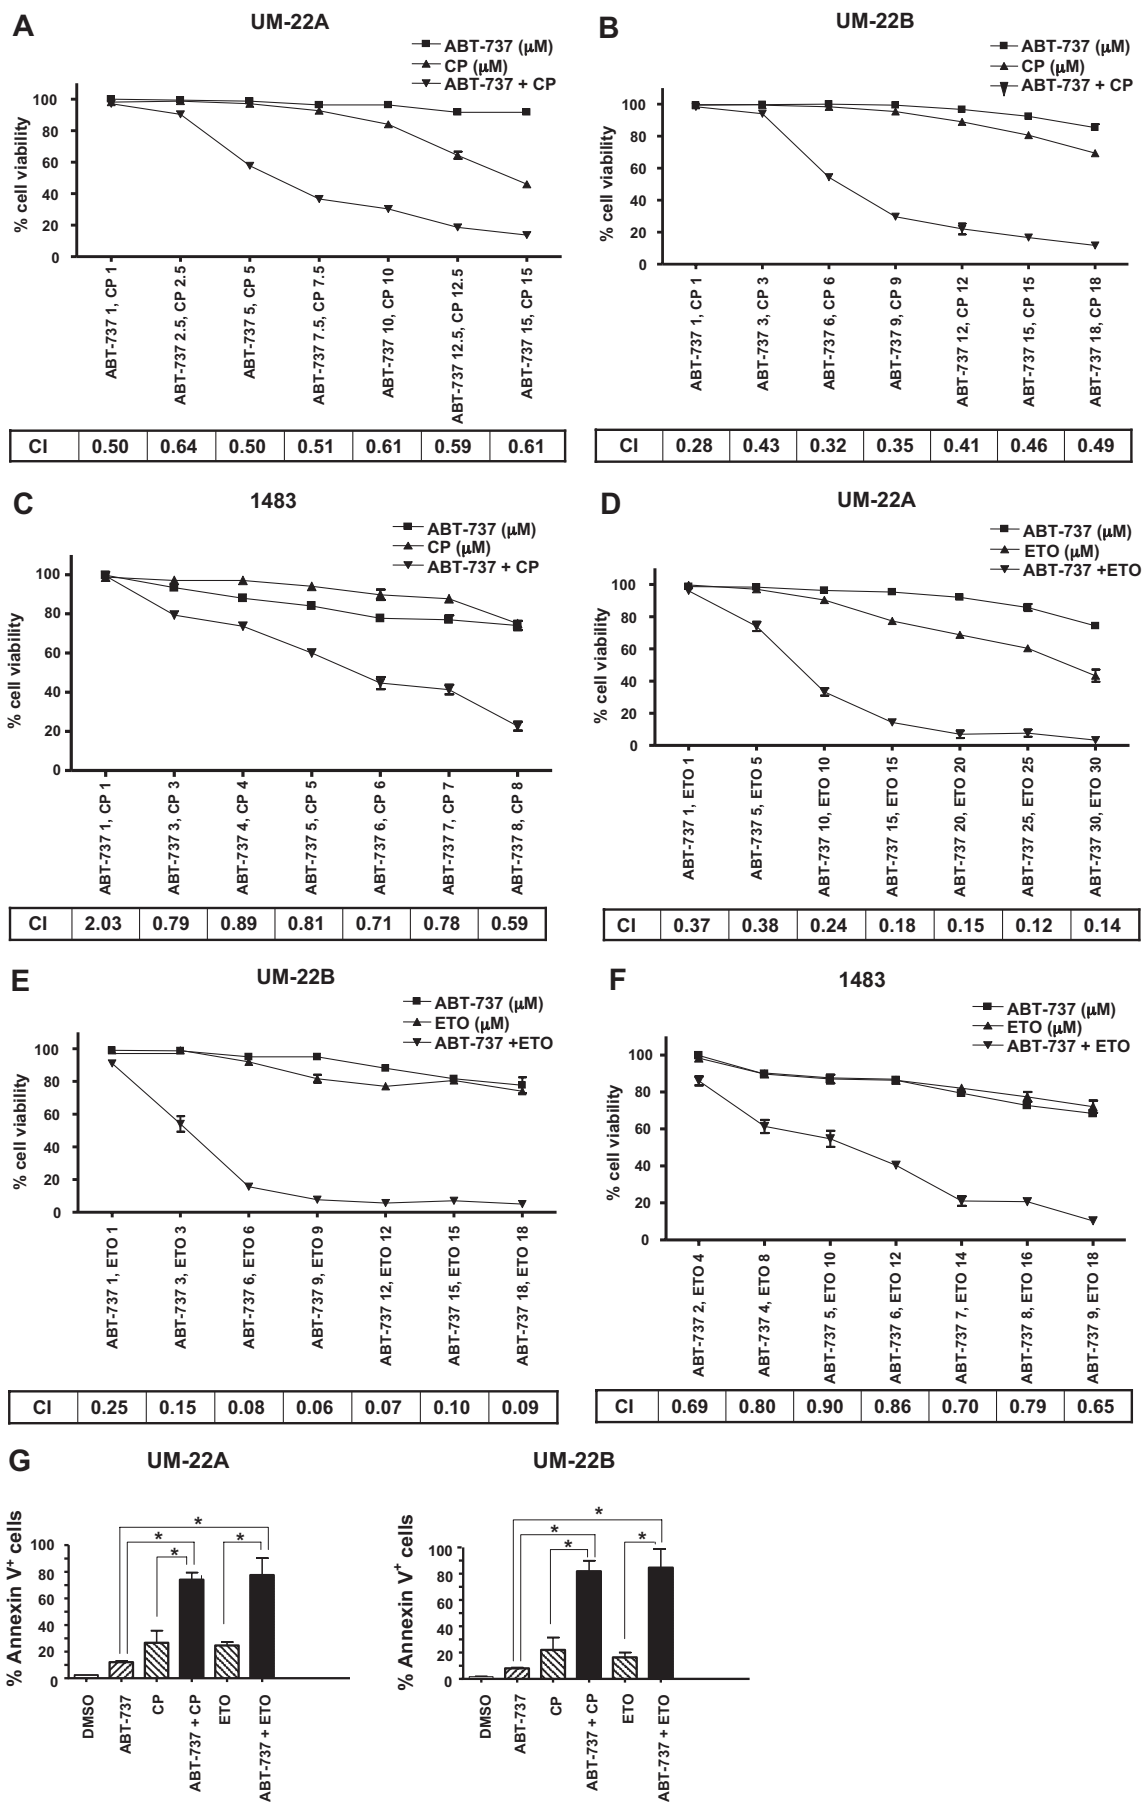 A
UM-22A
ABT-737 (μM)
CP (μM)
ABT-737 + CP
% cell viability
100
80
60
40
20
0
ABT-737 1, CP 1
ABT-737 2.5, CP 2.5
ABT-737 5, CP 5
ABT-737 7.5, CP 7.5
ABT-737 10, CP 10
ABT-737 12.5, CP 12.5
ABT-737 15, CP 15
CI 0.50 0.64 0.50 0.51 0.61 0.59 0.61
B
UM-22B
ABT-737 (μM)
CP (μM)
ABT-737 + CP
% cell viability
100
80
60
40
20
0
ABT-737 1, CP 1
ABT-737 3, CP 3
ABT-737 6, CP 6
ABT-737 9, CP 9
ABT-737 12, CP 12
ABT-737 15, CP 15
ABT-737 18, CP 18
CI 0.28 0.43 0.32 0.35 0.41 0.46 0.49
C
1483
ABT-737 (μM)
CP (μM)
ABT-737 + CP
% cell viability
100
80
60
40
20
0
ABT-737 1, CP 1
ABT-737 3, CP 3
ABT-737 4, CP 4
ABT-737 5, CP 5
ABT-737 6, CP 6
ABT-737 7, CP 7
ABT-737 8, CP 8
CI 2.03 0.79 0.89 0.81 0.71 0.78 0.59
D
UM-22A
ABT-737 (μM)
ETO (μM)
ABT-737 +ETO
% cell viability
100
80
60
40
20
0
ABT-737 1, ETO 1
ABT-737 5, ETO 5
ABT-737 10, ETO 10
ABT-737 15, ETO 15
ABT-737 20, ETO 20
ABT-737 25, ETO 25
ABT-737 30, ETO 30
CI 0.37 0.38 0.24 0.18 0.15 0.12 0.14
E
UM-22B
ABT-737 (μM)
ETO (μM)
ABT-737 +ETO
% cell viability
100
80
60
40
20
0
ABT-737 1, ETO 1
ABT-737 3, ETO 3
ABT-737 6, ETO 6
ABT-737 9, ETO 9
ABT-737 12, ETO 12
ABT-737 15, ETO 15
ABT-737 18, ETO 18
CI 0.25 0.15 0.08 0.06 0.07 0.10 0.09
F
1483
ABT-737 (μM)
ETO (μM)
ABT-737 + ETO
% cell viability
100
80
60
40
20
0
ABT-737 2, ETO 4
ABT-737 4, ETO 8
ABT-737 5, ETO 10
ABT-737 6, ETO 12
ABT-737 7, ETO 14
ABT-737 8, ETO 16
ABT-737 9, ETO 18
CI 0.69 0.80 0.90 0.86 0.70 0.79 0.65
G
UM-22A
% Annexin V⁺ cells
100
80
60
40
20
0
*
*
*
*
DMSO
ABT-737
CP
ABT-737 + CP
ETO
ABT-737 + ETO
UM-22B
% Annexin V⁺ cells
100
80
60
40
20
0
*
*
*
*
DMSO
ABT-737
CP
ABT-737 + CP
ETO
ABT-737 + ETO